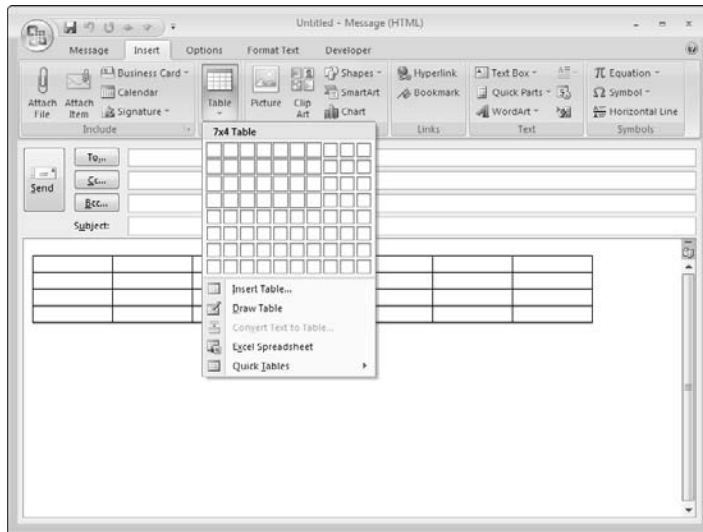 Untitled - Message (HTML)
Message Insert Options Format Text Developer
Attach File
Attach Item
Business Card
Calendar
Signature
Include
Table
Picture
Clip Art
Shapes
SmartArt
Chart
Hyperlink
Bookmark
Links
Text Box
Quick Parts
WordArt
Text
π Equation
Ω Symbol
Horizontal Line
Symbols
7x4 Table
Send
To...
Cc...
Bcc...
Subject:
Insert Table...
Draw Table
Convert Text to Table...
Excel Spreadsheet
Quick Tables